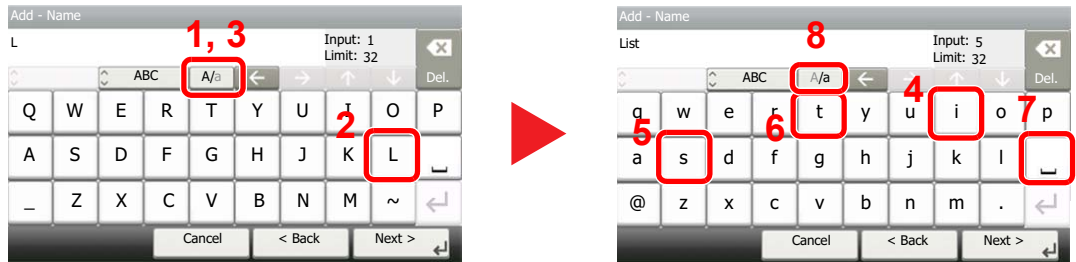 Add - Name
L
1, 3
Input: 1
Limit: 32
ABC
A/a
Del.
Q W E R T Y U I O P
2
A S D F G H J K L
_ Z X C V B N M ~
Cancel
< Back
Next >
Add - Name
List
8
Input: 5
Limit: 32
ABC
A/a
Del.
4
7
q w e r t y u i o p
5
6
a s d f g h j k l
@ z x c v b n m .
Cancel
< Back
Next >